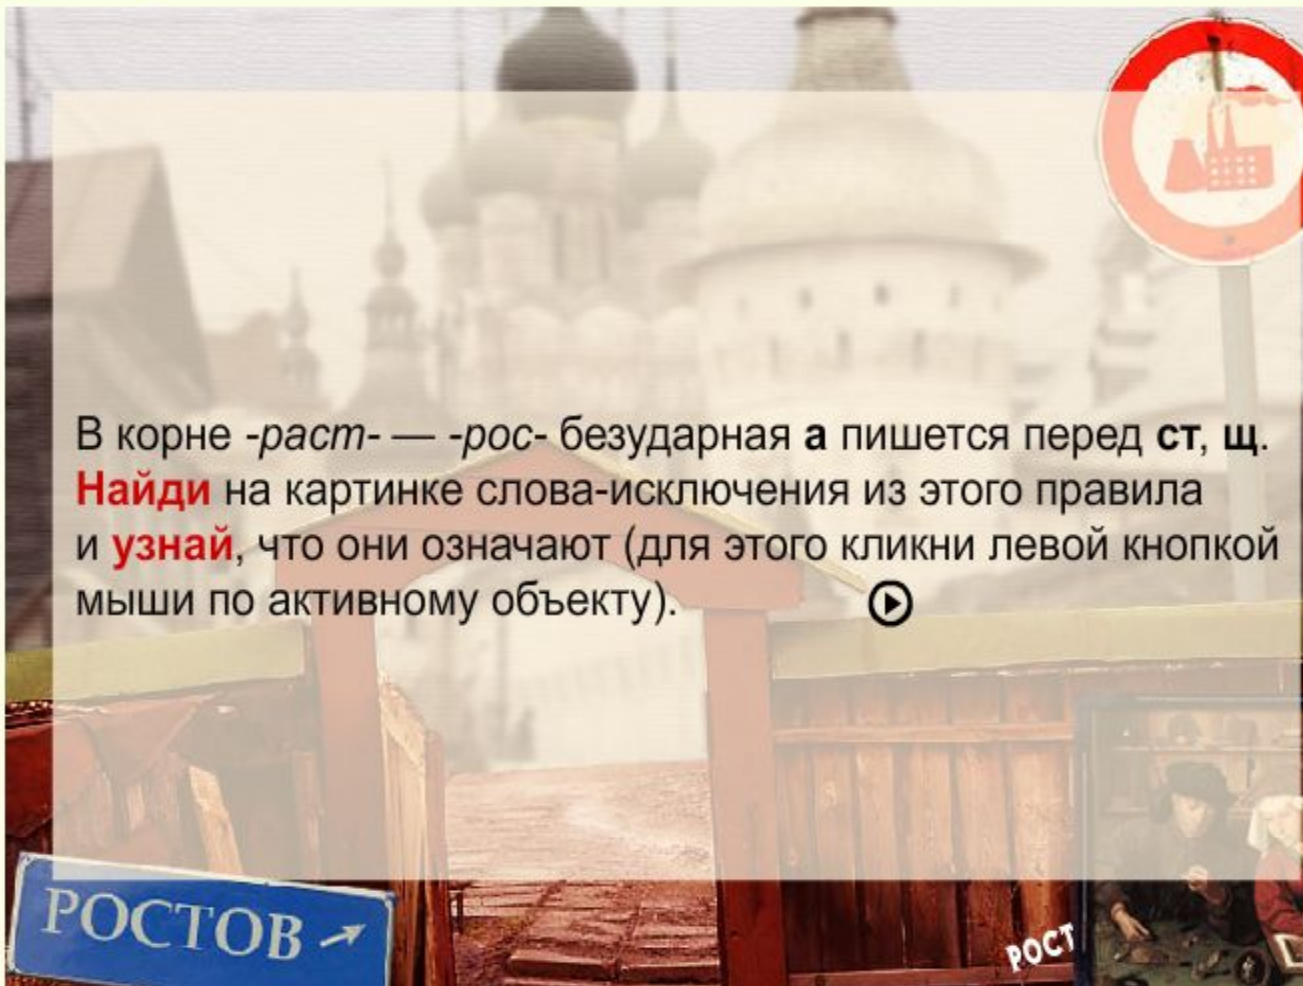 В корне -раст- — -рос- безударная а пишется перед ст, щ.
Найди на картинке слова-исключения из этого правила
и узнай, что они означают (для этого кликни левой кнопкой
мыши по активному объекту).
РОСТОВ
РОСТ